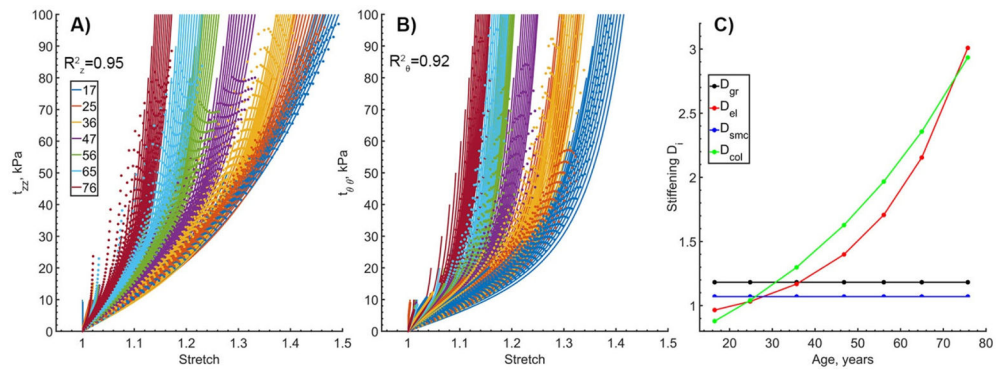 A)
R²z=0.95
17
25
36
47
56
65
76
tzz, kPa
100
90
80
70
60
50
40
30
20
10
0
1 1.1 1.2 1.3 1.4 1.5
Stretch
B)
R²θ=0.92
tθθ, kPa
100
90
80
70
60
50
40
30
20
10
0
1 1.1 1.2 1.3 1.4 1.5
Stretch
C)
Dgr
Del
Dsmc
Dcol
Stiffening Di
3
2.5
2
1.5
1
20 30 40 50 60 70 80
Age, years